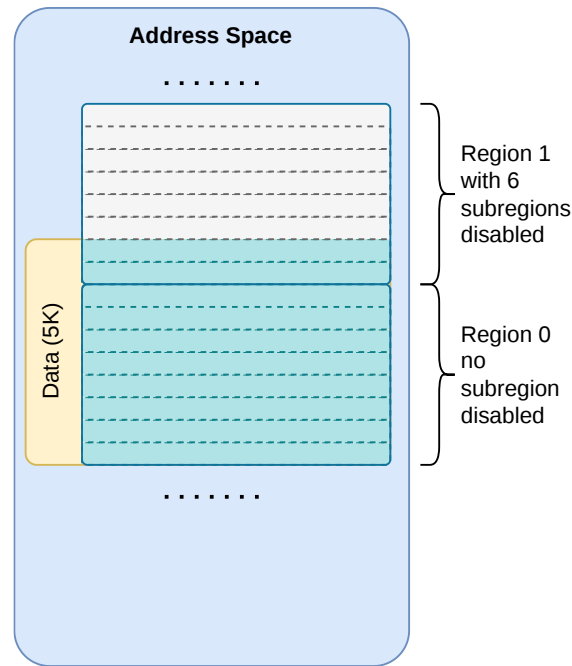 Address Space
. . . . . . .
Region 1
with 6
subregions
disabled
Data (5K)
Region 0
no
subregion
disabled
. . . . . . .